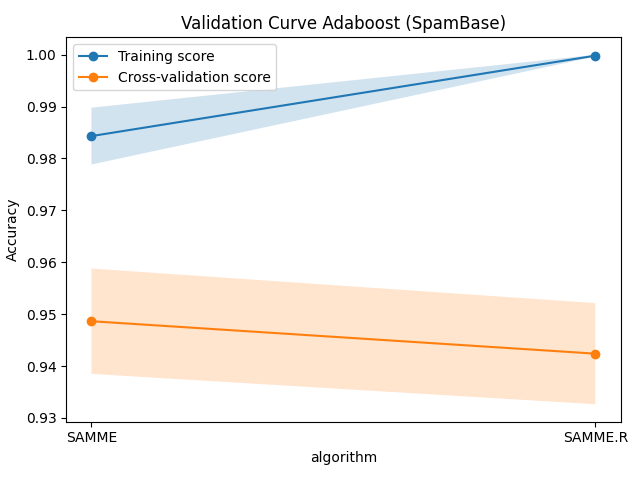 Validation Curve Adaboost (SpamBase)
Training score
Cross-validation score
1.00
0.99
0.98
0.97
0.96
0.95
0.94
0.93
Accuracy
SAMME
SAMME.R
algorithm